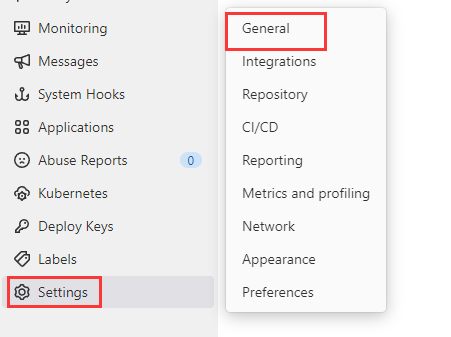 Monitoring
Messages
System Hooks
Applications
Abuse Reports 0
Kubernetes
Deploy Keys
Labels
Settings
General
Integrations
Repository
CI/CD
Reporting
Metrics and profiling
Network
Appearance
Preferences